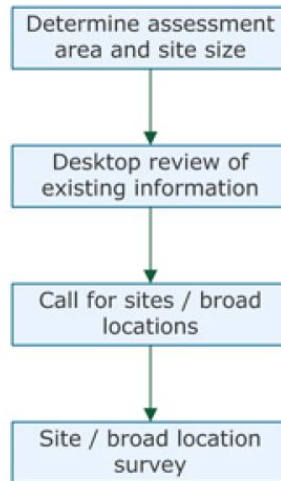 Determine assessment
area and site size
Desktop review of
existing information
Call for sites / broad
locations
Site / broad location
survey